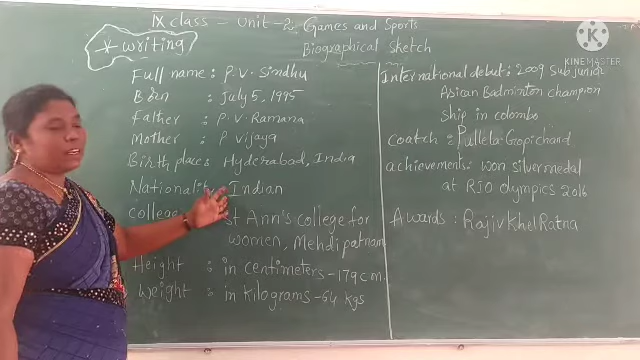 IX class - Unit-2. Games and Sports
* writing
Biographical Sketch
Full name : P.V. Sindhu
Born : July 5, 1995
Father : P.V. Ramana
Mother : P Vijaya
Birth place : Hyderabad, India
Nationality : Indian
college St Ann's college for
women, Mehdipatnam
Height : in centimeters - 179 c.m.
Weight : in kilograms - 64 kgs
International debut : 2009 Sub junior
Asian Badminton champion
ship in colombo
coatch : Pullela Gopichand
achievements : won silver medal
at RIO olympics 2016
Awards : Rajiv Khel Ratna
KINEMASTER